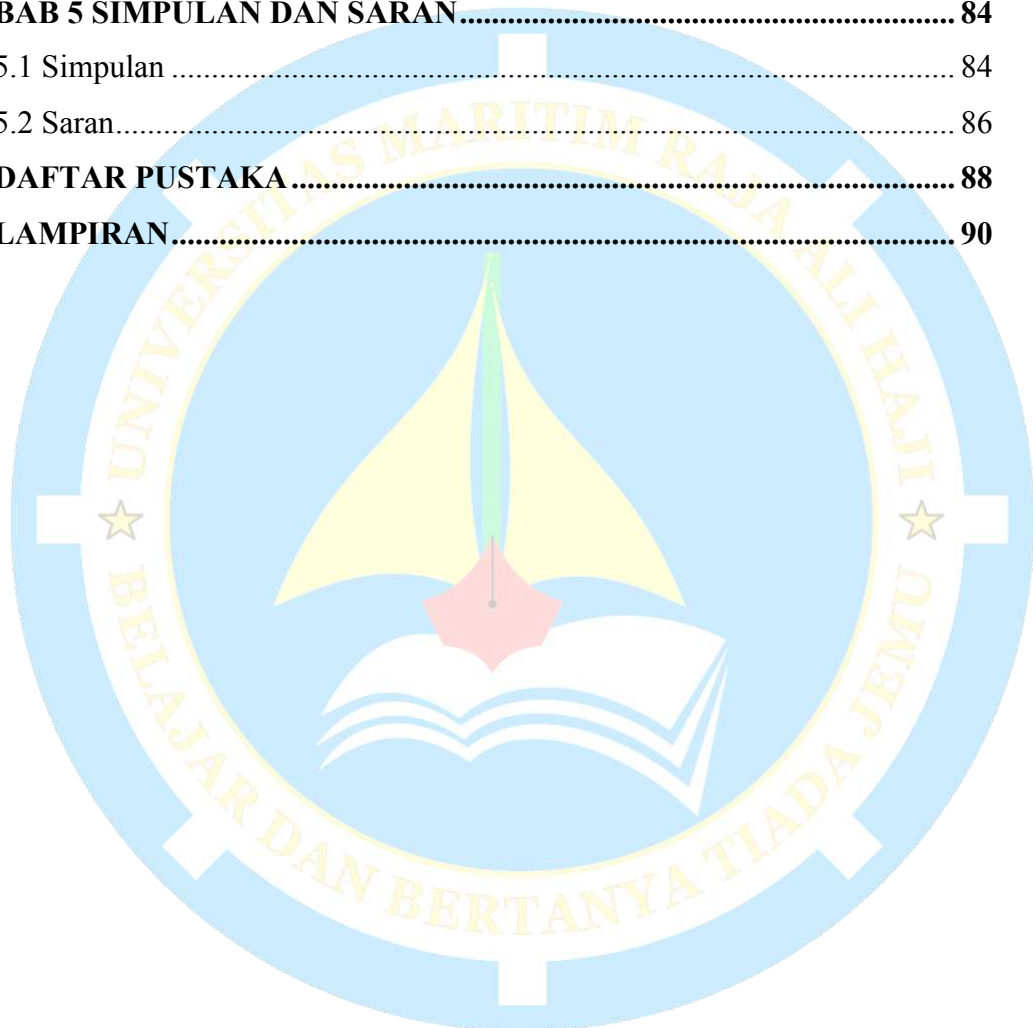 BAB 5 SIMPULAN DAN SARAN........................................................................ 84
5.1 Simpulan ................................................................................................................. 84
5.2 Saran......................................................................................................................... 86
DAFTAR PUSTAKA................................................................................................ 88
LAMPIRAN................................................................................................................. 90
UNIVERSITAS MARITIM RAJA ALI HAJI
BELAJAR DAN BERTANYA TIADA JEMU